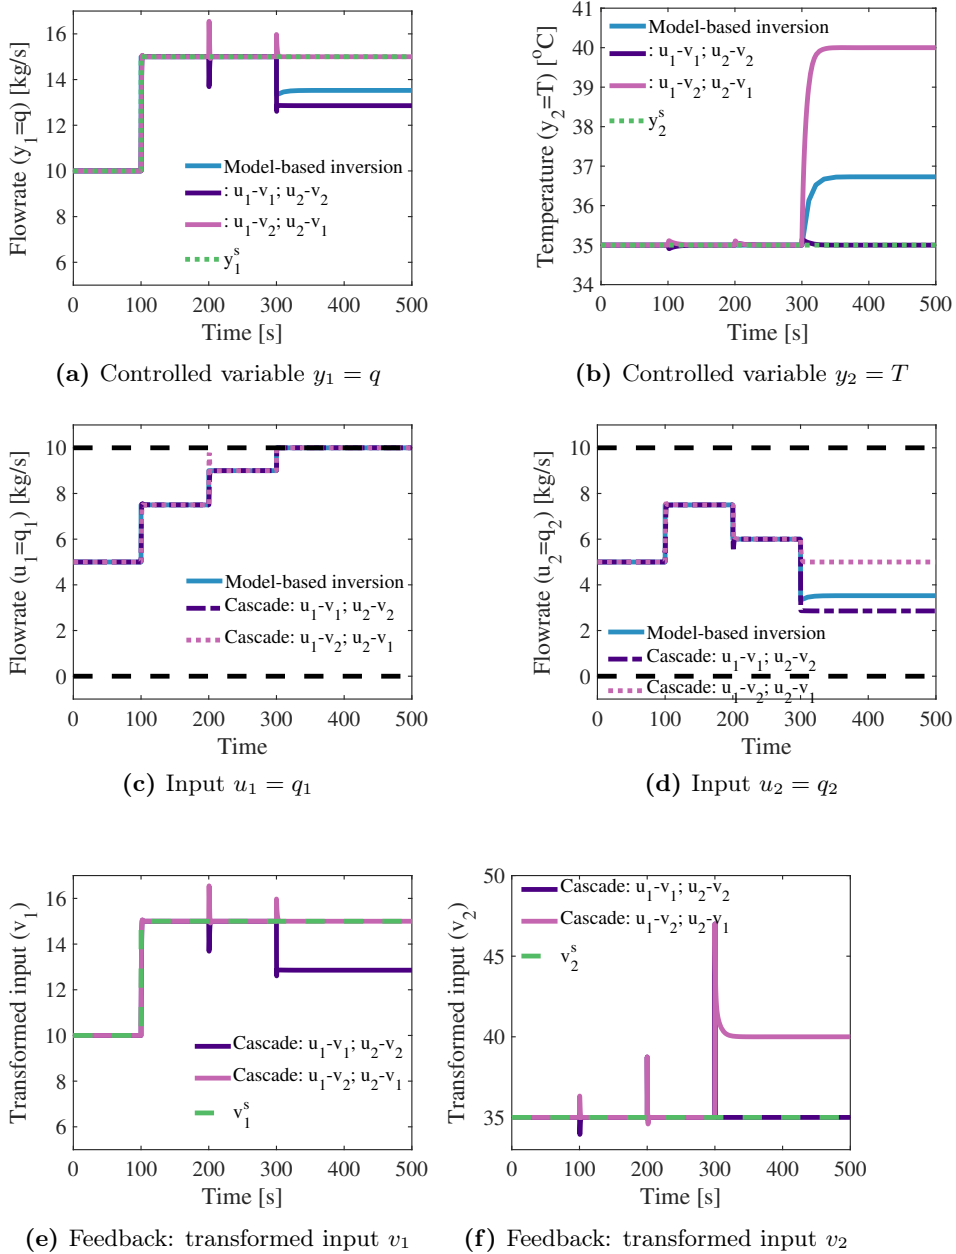 Flowrate (y₁=q) [kg/s]
16
14
12
10
8
6
Model-based inversion
: u₁-v₁; u₂-v₂
: u₁-v₂; u₂-v₁
y₁ˢ
0 100 200 300 400 500
Time [s]
(a) Controlled variable y₁ = q
Temperature (y₂=T) [°C]
41
40
39
38
37
36
35
34
Model-based inversion
: u₁-v₁; u₂-v₂
: u₁-v₂; u₂-v₁
y₂ˢ
0 100 200 300 400 500
Time [s]
(b) Controlled variable y₂ = T
Flowrate (u₁=q₁) [kg/s]
10
8
6
4
2
0
Model-based inversion
Cascade: u₁-v₁; u₂-v₂
Cascade: u₁-v₂; u₂-v₁
0 100 200 300 400 500
Time
(c) Input u₁ = q₁
Flowrate (u₂=q₂) [kg/s]
10
8
6
4
2
0
Model-based inversion
Cascade: u₁-v₁; u₂-v₂
Cascade: u₁-v₂; u₂-v₁
0 100 200 300 400 500
Time
(d) Input u₂ = q₂
Transformed input (v₁)
16
14
12
10
8
6
Cascade: u₁-v₁; u₂-v₂
Cascade: u₁-v₂; u₂-v₁
v₁ˢ
0 100 200 300 400 500
Time [s]
(e) Feedback: transformed input v₁
Transformed input (v₂)
50
45
40
35
Cascade: u₁-v₁; u₂-v₂
Cascade: u₁-v₂; u₂-v₁
v₂ˢ
0 100 200 300 400 500
Time [s]
(f) Feedback: transformed input v₂